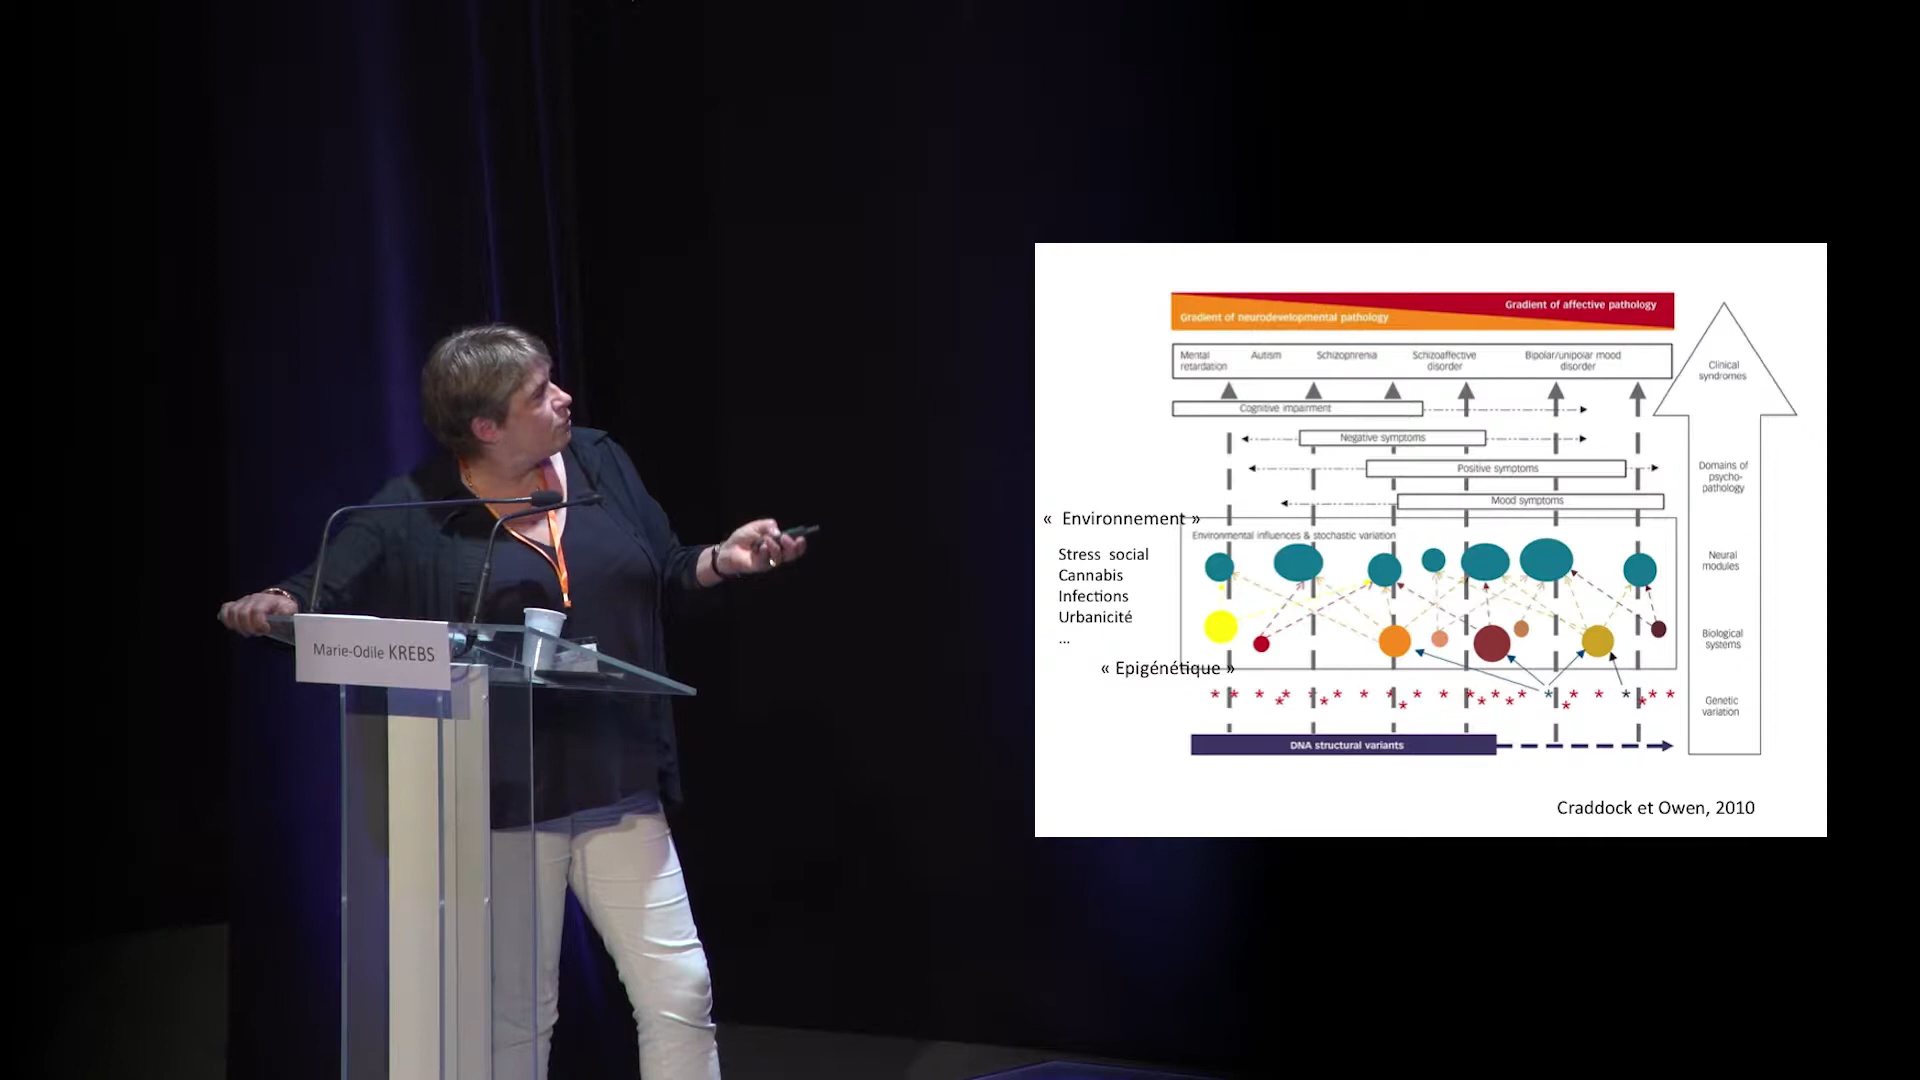 Marie-Odile KREBS
Gradient of affective pathology
Gradient of neurodevelopmental pathology
Mental
retardation
Autism
Schizophrenia
Schizoaffective
disorder
Bipolar/unipolar mood
disorder
Clinical
syndromes
Cognitive impairment
Negative symptoms
Positive symptoms
Domains of
psycho-
pathology
Mood symptoms
« Environnement »
Environmental influences & stochastic variation
Stress social
Cannabis
Infections
Urbanicité
...
Neural
modules
Biological
systems
« Epigénétique »
Genetic
variation
DNA structural variants
Craddock et Owen, 2010